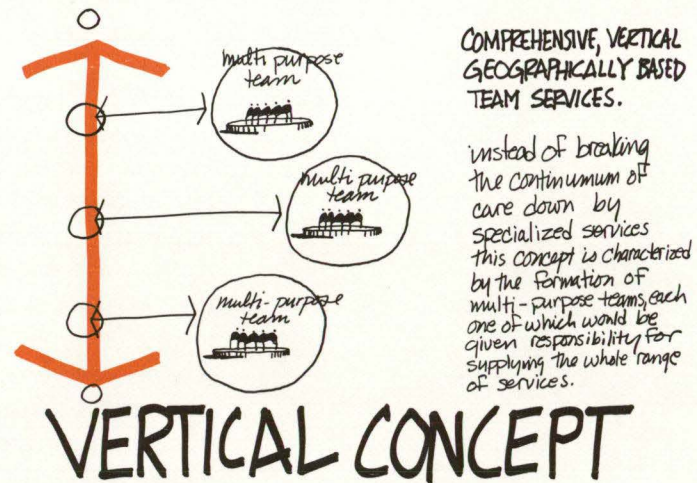 multi purpose
team
multi purpose
team
multi-purpose
team
COMPREHENSIVE, VERTICAL
GEOGRAPHICALLY BASED
TEAM SERVICES.
instead of breaking
the continumum of
care down by
specialized services
this concept is characterized
by the formation of
multi-purpose teams, each
one of which would be
given responsibility for
supplying the whole range
of services.
VERTICAL CONCEPT